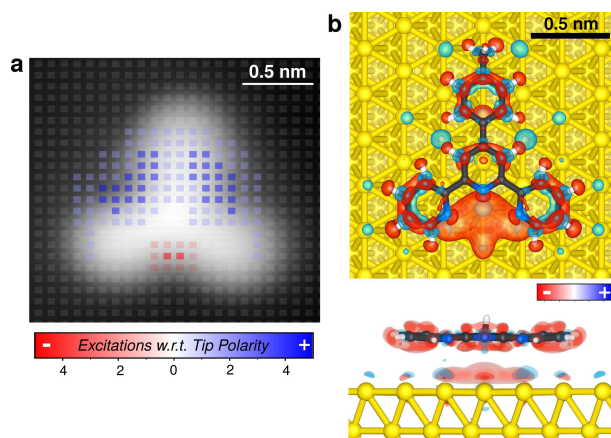 a
0.5 nm
- Excitations w.r.t. Tip Polarity +
4 2 0 2 4
b
0.5 nm
- +